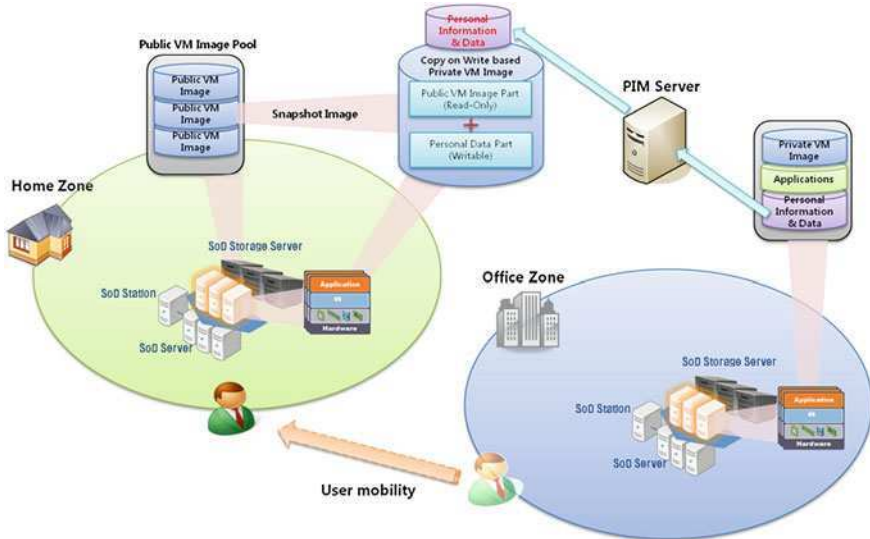 Personal
Information
& Data
Public VM Image Pool
Copy on Write based
Private VM Image
Public VM
Image
Public VM
Image
Public VM
Image
Snapshot Image
Public VM Image Part
(Read-Only)
+
Personal Data Part
(Writable)
PIM Server
Private VM
Image
Applications
Personal
Information
& Data
Home Zone
SoD Storage Server
SoD Station
SoD Server
Application
Hardware
Office Zone
SoD Storage Server
SoD Station
SoD Server
Application
Hardware
User mobility